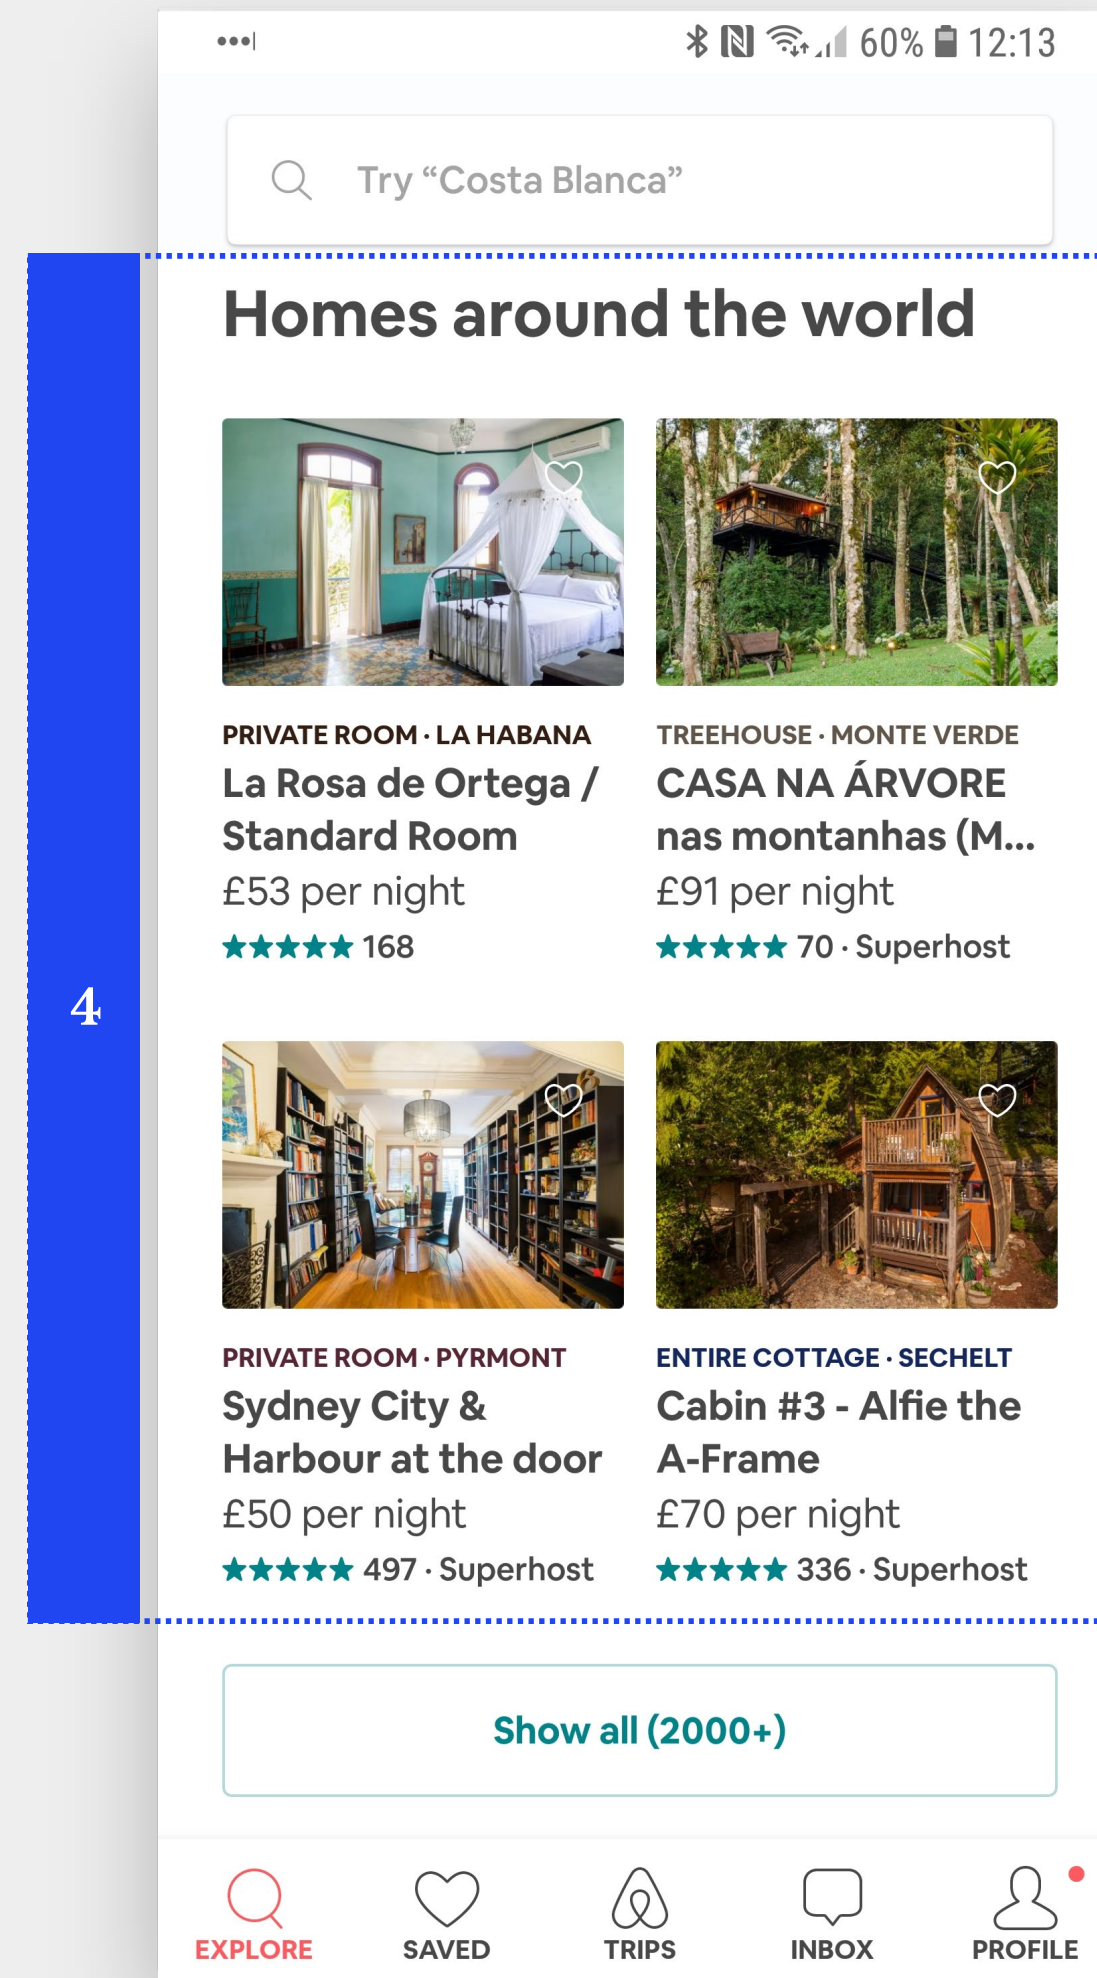 60% 12:13
Try “Costa Blanca”
Homes around the world
PRIVATE ROOM · LA HABANA
La Rosa de Ortega /
Standard Room
£53 per night
168
TREEHOUSE · MONTE VERDE
CASA NA ÁRVORE
nas montanhas (M...
£91 per night
70 · Superhost
4
PRIVATE ROOM · PYRMONT
Sydney City &
Harbour at the door
£50 per night
497 · Superhost
ENTIRE COTTAGE · SECHELT
Cabin #3 - Alfie the
A-Frame
£70 per night
336 · Superhost
Show all (2000+)
EXPLORE
SAVED
TRIPS
INBOX
PROFILE